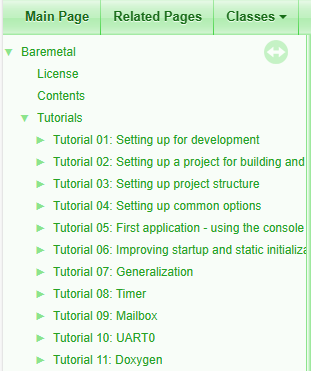 Main Page Related Pages Classes
Baremetal
License
Contents
Tutorials
Tutorial 01: Setting up for development
Tutorial 02: Setting up a project for building and
Tutorial 03: Setting up project structure
Tutorial 04: Setting up common options
Tutorial 05: First application - using the console
Tutorial 06: Improving startup and static initializa
Tutorial 07: Generalization
Tutorial 08: Timer
Tutorial 09: Mailbox
Tutorial 10: UART0
Tutorial 11: Doxygen